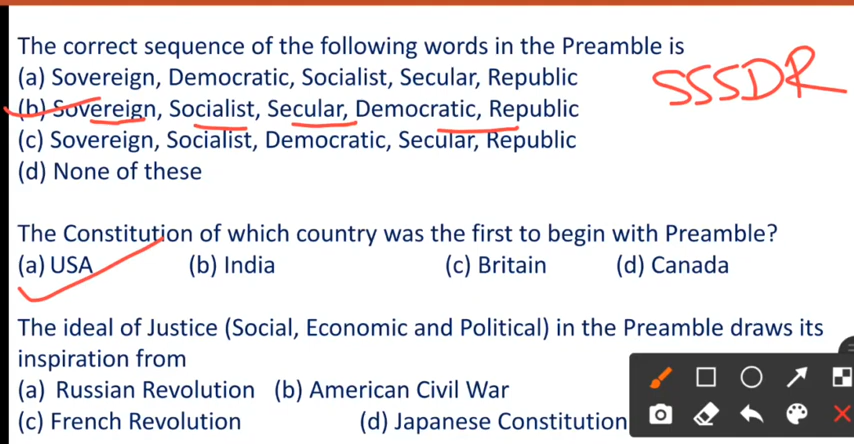 The correct sequence of the following words in the Preamble is
(a) Sovereign, Democratic, Socialist, Secular, Republic
SSSDR
(b) Sovereign, Socialist, Secular, Democratic, Republic
(c) Sovereign, Socialist, Democratic, Secular, Republic
(d) None of these
The Constitution of which country was the first to begin with Preamble?
(a) USA (b) India (c) Britain (d) Canada
The ideal of Justice (Social, Economic and Political) in the Preamble draws its
inspiration from
(a) Russian Revolution (b) American Civil War
(c) French Revolution (d) Japanese Constitution